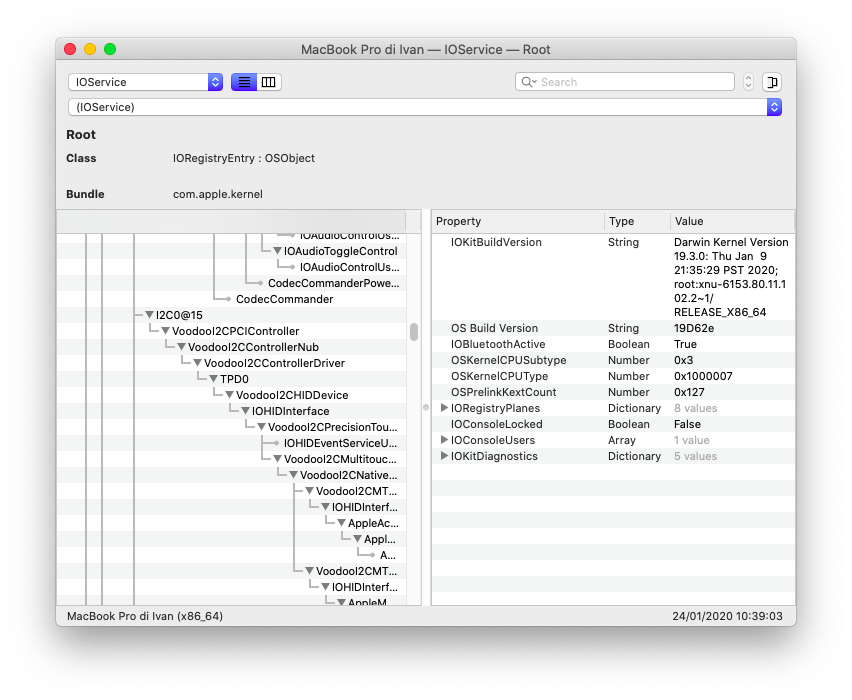 MacBook Pro di Ivan — IOService — Root
IOService
Search
(IOService)
Root
Class IORegistryEntry : OSObject
Bundle com.apple.kernel
IOAudioControlUs...
IOAudioToggleControl
IOAudioControlUs...
CodecCommanderPowe...
CodecCommander
I2C0@15
VoodooI2CPCIController
VoodooI2CControllerNub
VoodooI2CControllerDriver
TPD0
VoodooI2CHIDDevice
IOHIDInterface
VoodooI2CPrecisionTou...
IOHIDEventServiceU...
VoodooI2CMultitouc...
VoodooI2CNative...
VoodooI2CMT...
IOHIDInterf...
AppleAc...
Appl...
A...
VoodooI2CMT...
IOHIDInterf...
AppleM...
Property Type Value
IOKitBuildVersion String Darwin Kernel Version
19.3.0: Thu Jan 9
21:35:29 PST 2020;
root:xnu-6153.80.11.1
02.2~1/
RELEASE_X86_64
OS Build Version String 19D62e
IOBluetoothActive Boolean True
OSKernelCPUSubtype Number 0x3
OSKernelCPUType Number 0x1000007
OSPrelinkKextCount Number 0x127
IORegistryPlanes Dictionary 8 values
IOConsoleLocked Boolean False
IOConsoleUsers Array 1 value
IOKitDiagnostics Dictionary 5 values
MacBook Pro di Ivan (x86_64)
24/01/2020 10:39:03